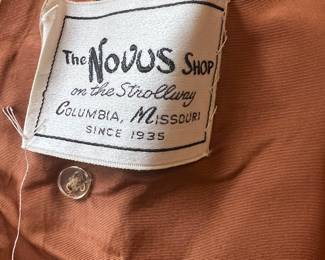 The NOVUS SHOP
on the Strollway
COLUMBIA, MISSOURI
SINCE 1935